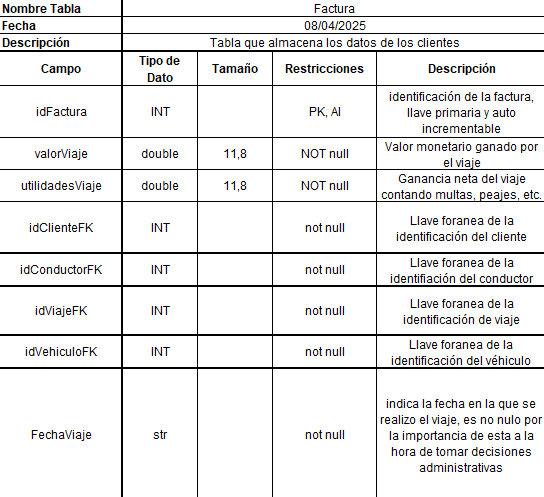 Nombre Tabla Factura
Fecha 08/04/2025
Descripción Tabla que almacena los datos de los clientes
Campo Tipo de Dato Tamaño Restricciones Descripción
idFactura INT PK, AI identificación de la factura,
llave primaria y auto
incrementable
valorViaje double 11,8 NOT null Valor monetario ganado por
el viaje
utilidadesViaje double 11,8 NOT null Ganancia neta del viaje
contando multas, peajes, etc.
idClienteFK INT not null Llave foranea de la
identificación del cliente
idConductorFK INT not null Llave foranea de la
identifiación del conductor
idViajeFK INT not null Llave foranea de la
identificación de viaje
idVehiculoFK INT not null Llave foranea de la
identificación del véhiculo
FechaViaje str not null indica la fecha en la que se
realizo el viaje, es no nulo por
la importancia de esta a la
hora de tomar decisiones
administrativas